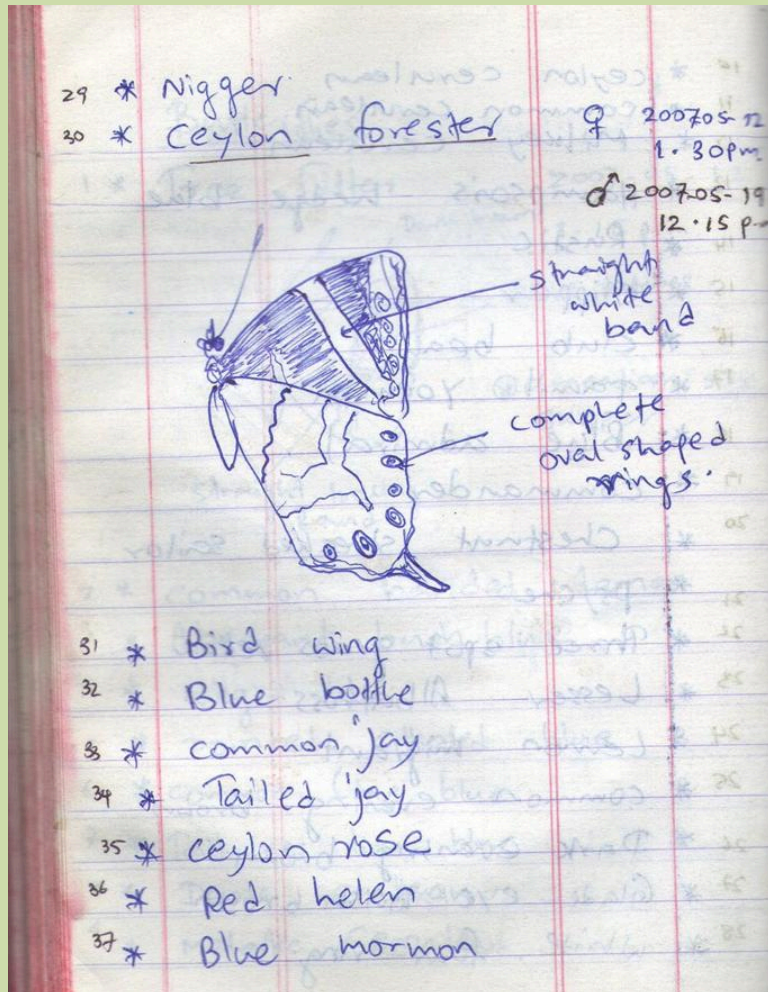 29 * Nigger
30 * Ceylon forester ♀ 2007.05-12
1.30pm
♂ 2007.05-19
12.15 p
straight
white
band
complete
oval shaped
rings.
31 * Bird wing
32 * Blue bottle
33 * common jay
34 * Tailed jay
35 * Ceylon rose
36 * Red helen
37 * Blue mormon